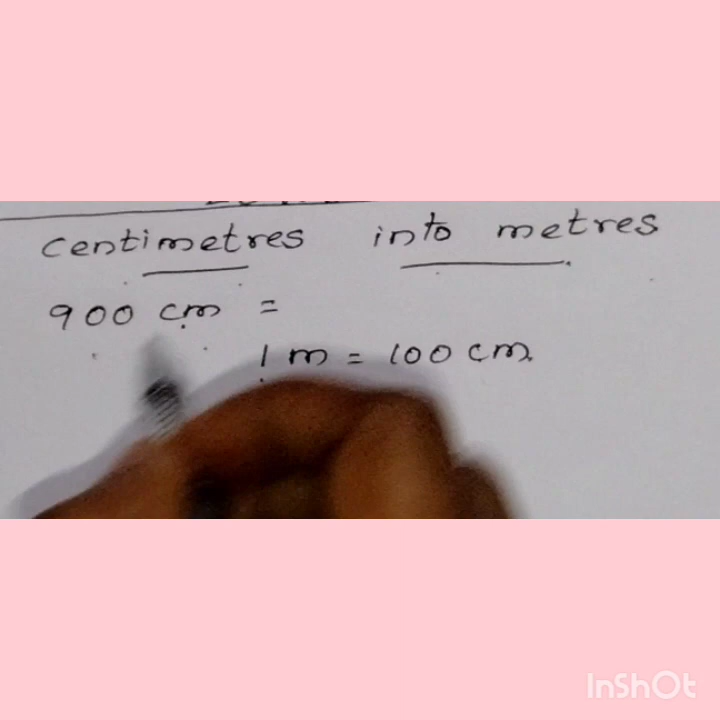 centimetres into metres
900 cm =
1 m = 100 cm.
InShOt